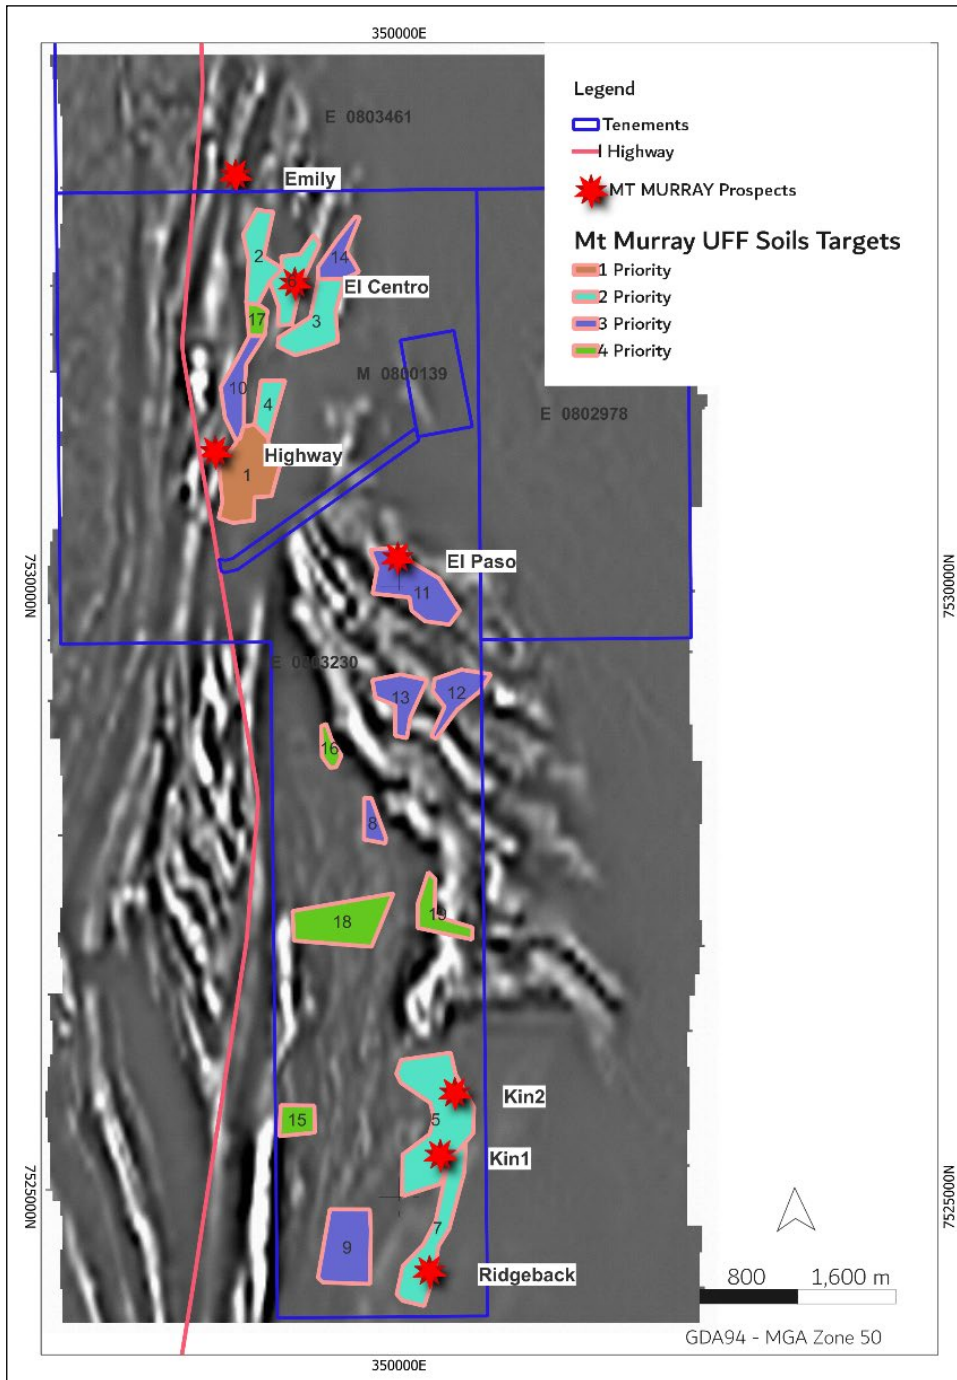 350000E
Legend
Tenements
Highway
MT MURRAY Prospects
Mt Murray UFF Soils Targets
1 Priority
2 Priority
3 Priority
4 Priority
E 0803461
Emily
2
14
El Centro
17
3
M 0800139
10
4
E 0802978
Highway
1
El Paso
11
7530000N
7530000N
E 0803230
13
12
16
8
18
19
Kin2
15
5
Kin1
7525000N
7525000N
7
9
Ridgeback
800
1,600 m
GDA94 - MGA Zone 50
350000E